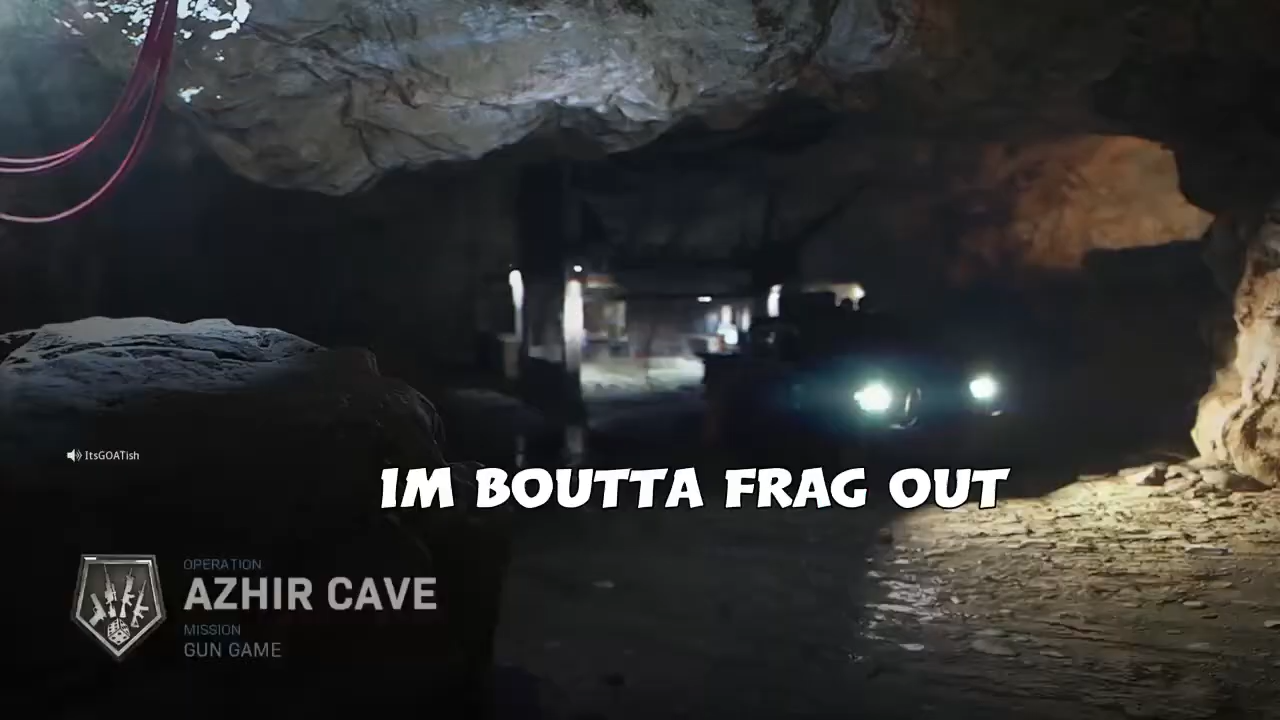 ItsGOATish
IM BOUTTA FRAG OUT
OPERATION
AZHIR CAVE
MISSION
GUN GAME